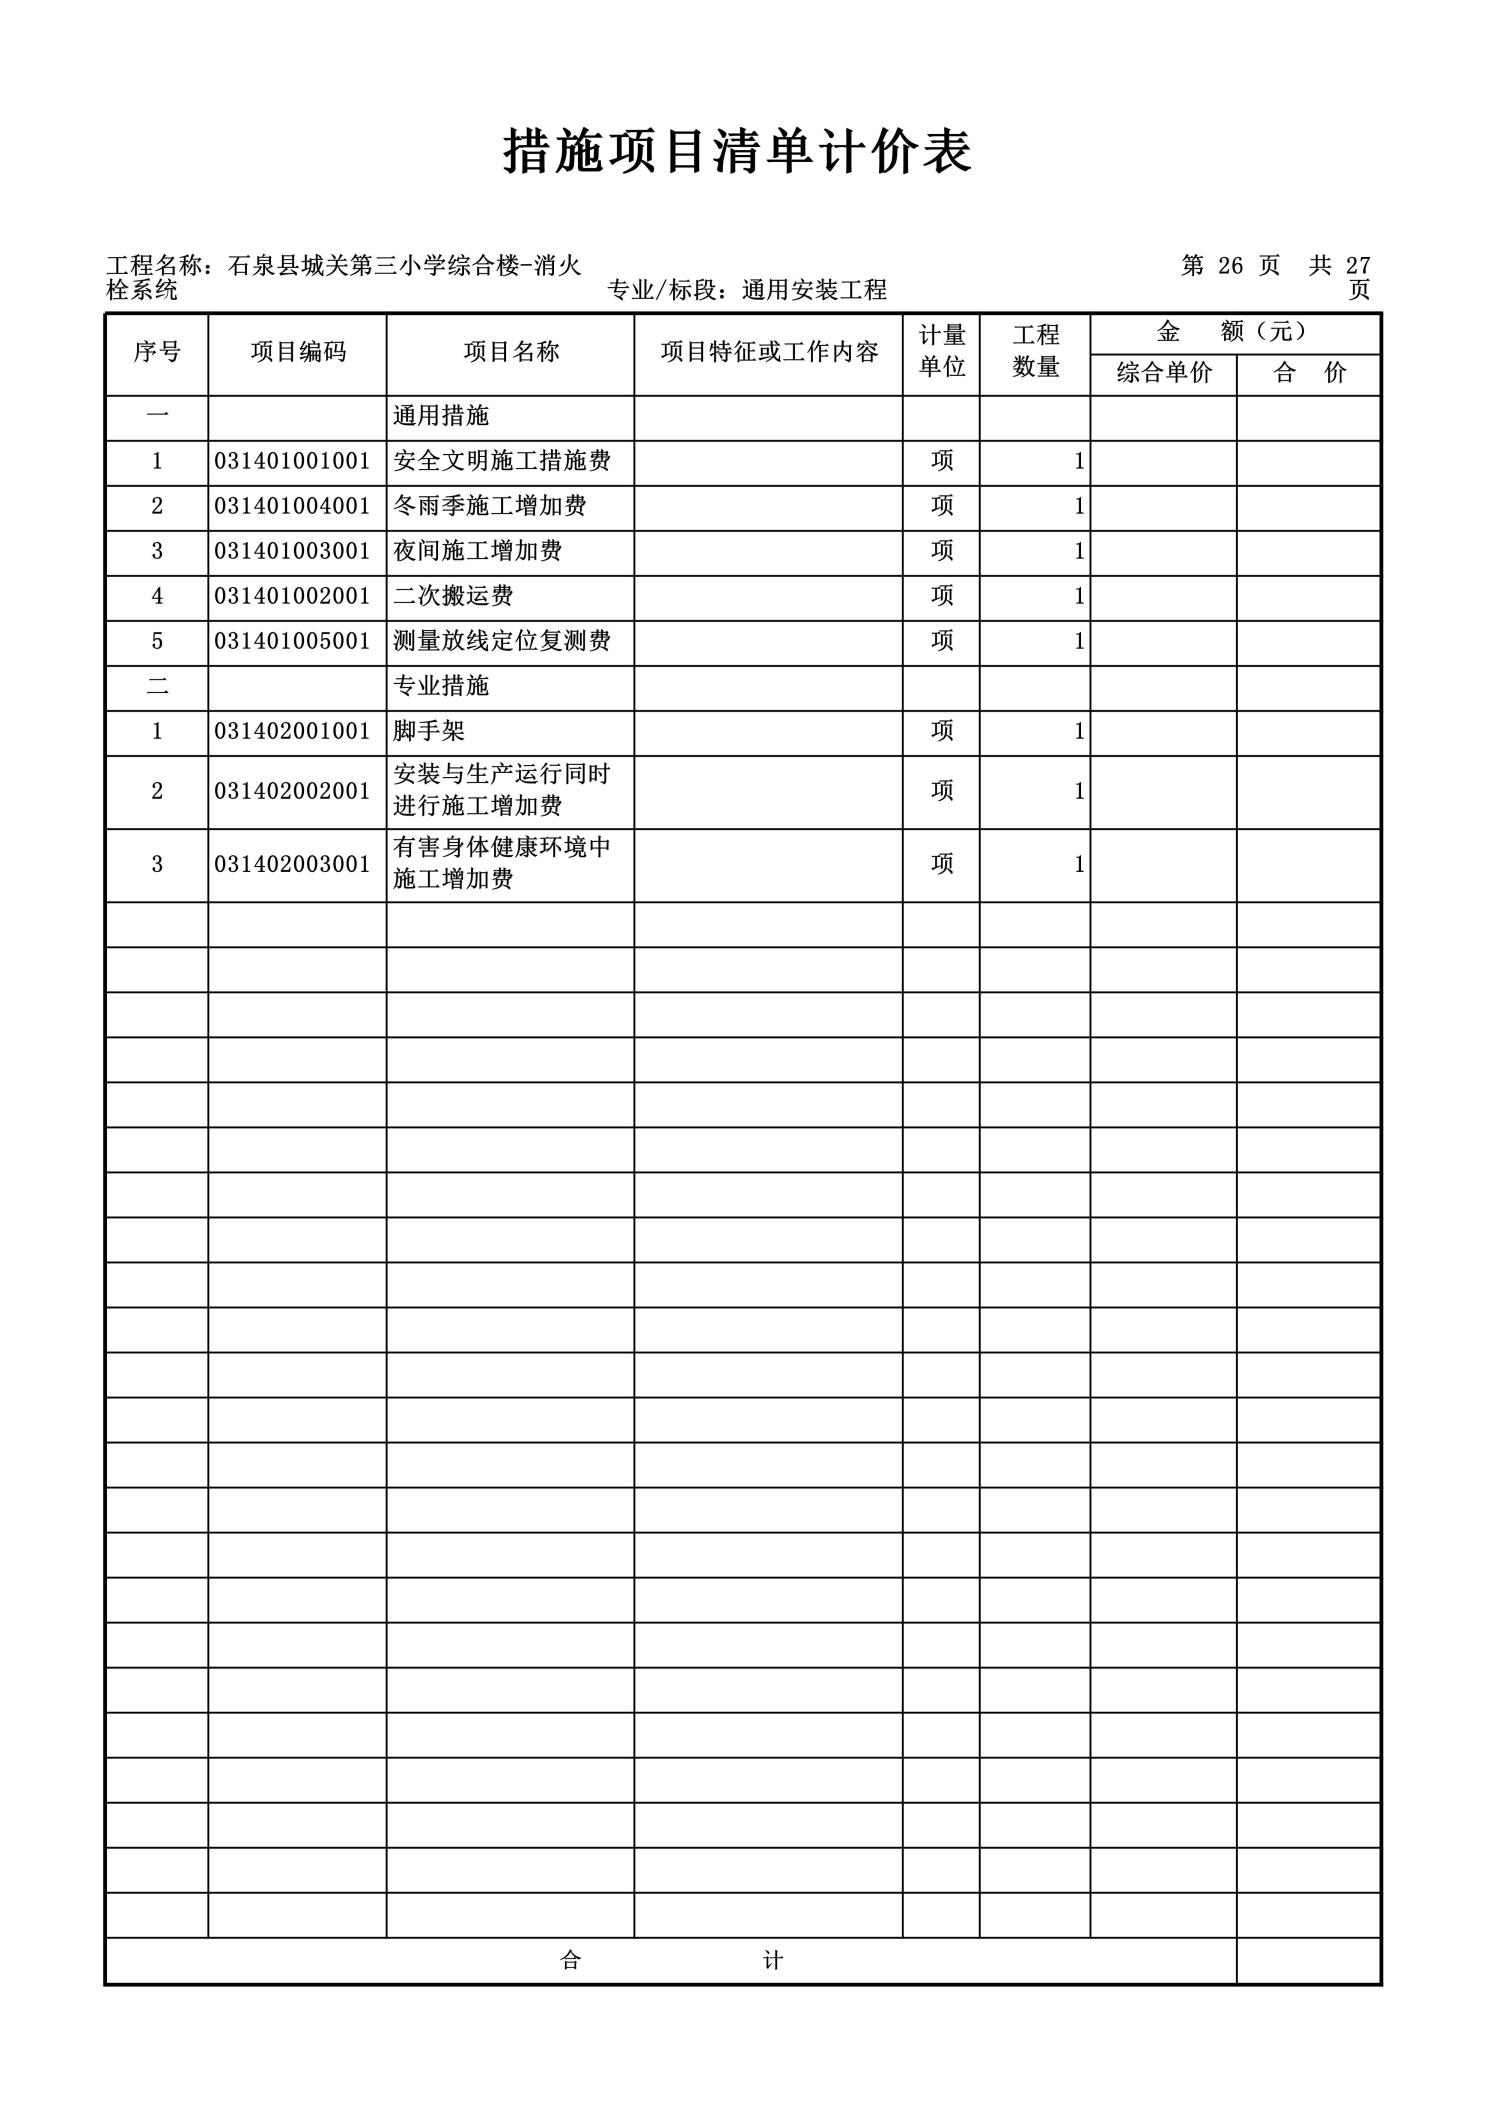 措施项目清单计价表
工程名称：石泉县城关第三小学综合楼-消火
栓系统
专业/标段：通用安装工程
第 26 页 共 27
页
序号 项目编码 项目名称 项目特征或工作内容 计量 工程 金 额（元）
单位 数量 综合单价 合 价
一 通用措施
1 031401001001 安全文明施工措施费 项 1
2 031401004001 冬雨季施工增加费 项 1
3 031401003001 夜间施工增加费 项 1
4 031401002001 二次搬运费 项 1
5 031401005001 测量放线定位复测费 项 1
二 专业措施
1 031402001001 脚手架 项 1
2 031402002001 安装与生产运行同时 项 1
进行施工增加费
3 031402003001 有害身体健康环境中 项 1
施工增加费
合 计